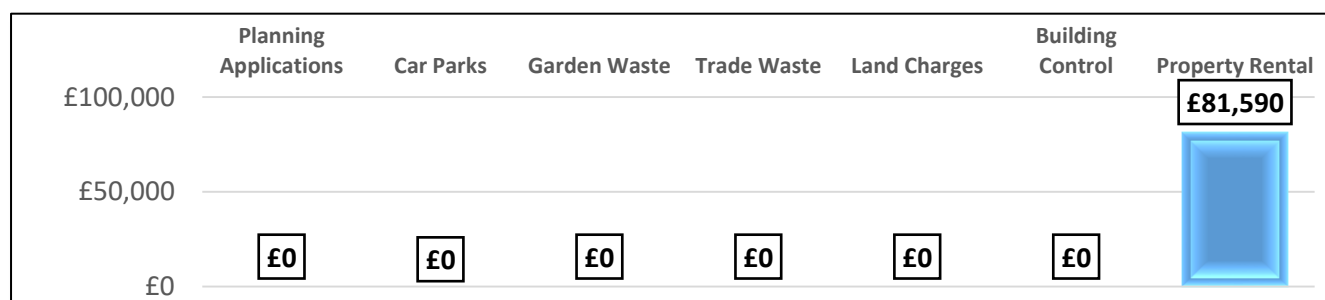 Planning Applications
Car Parks
Garden Waste
Trade Waste
Land Charges
Building Control
Property Rental
£100,000
£81,590
£50,000
£0
£0
£0
£0
£0
£0
£0